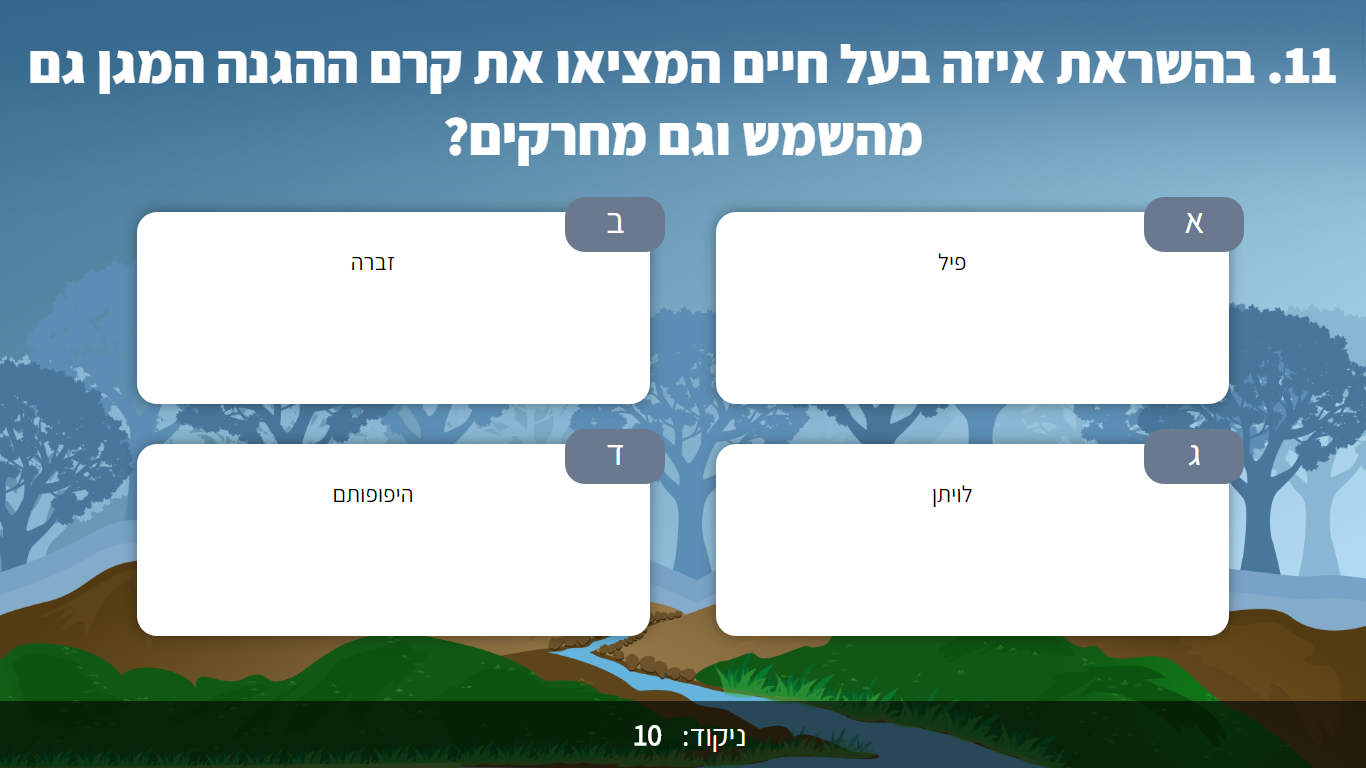 11. בהשראת איזה בעל חיים המציאו את קרם ההגנה המגן גם
מהשמש וגם מחרקים?
א
פיל
ב
זברה
ג
לויתן
ד
היפופותם
ניקוד: 10